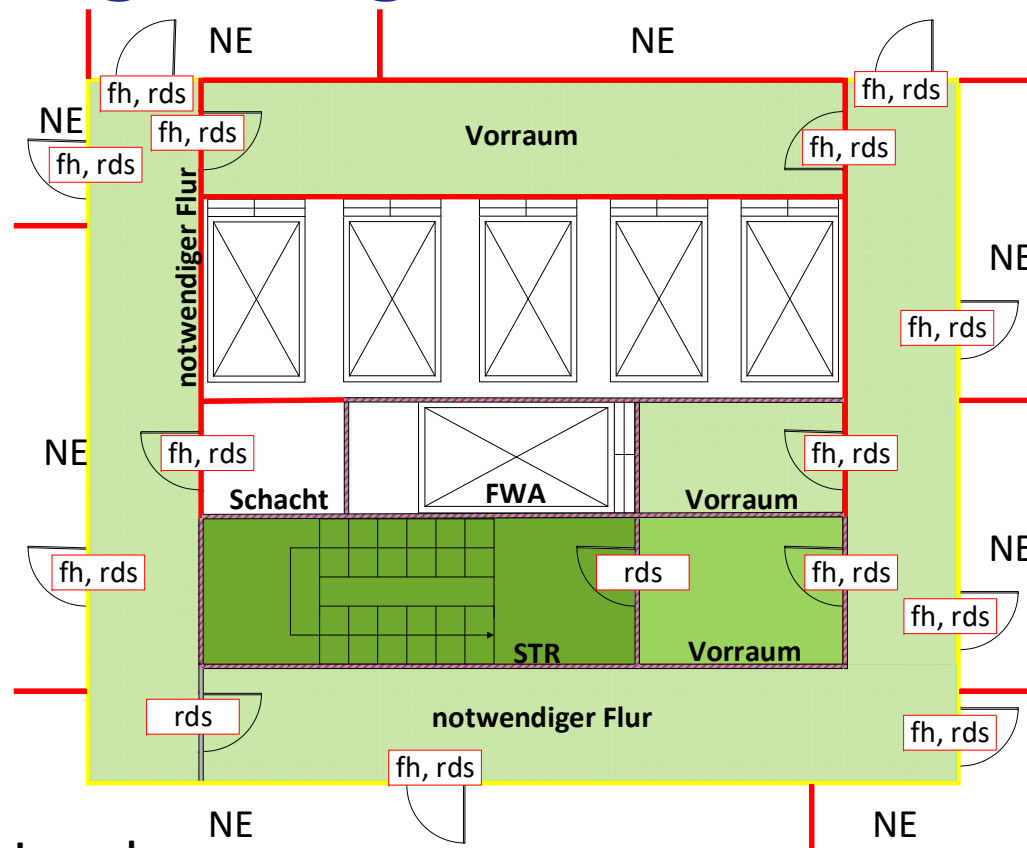 NE
NE
fh, rds
fh, rds
NE
fh, rds
Vorraum
fh, rds
fh, rds
notwendiger Flur
NE
fh, rds
NE
fh, rds
fh, rds
Schacht
FWA
Vorraum
fh, rds
rds
fh, rds
NE
fh, rds
STR
Vorraum
rds
notwendiger Flur
fh, rds
fh, rds
NE
NE